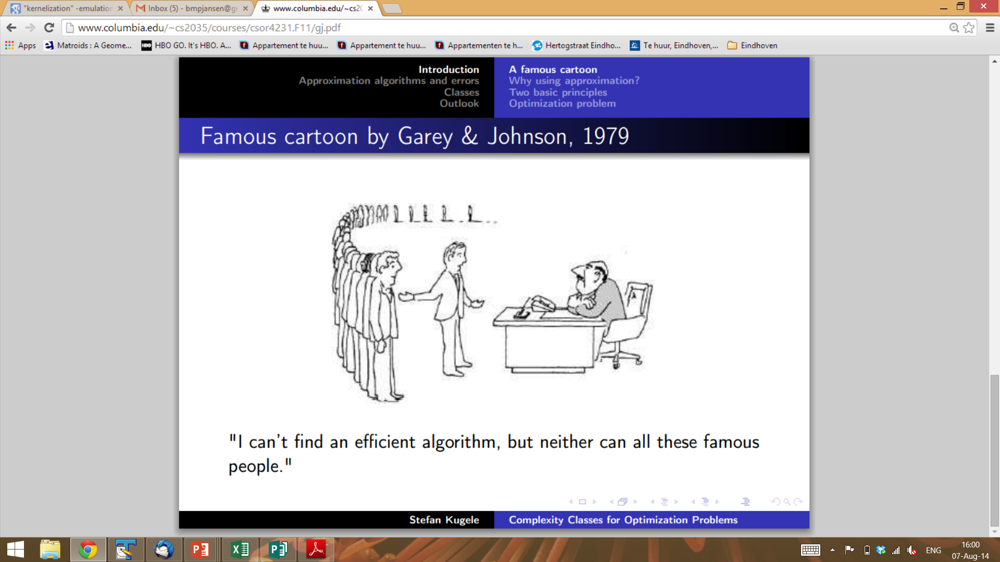 "kernelization" -emulation
Inbox (5) - bmpjansen@g
www.columbia.edu/~cs20
www.columbia.edu/~cs2035/courses/csor4231.F11/gj.pdf
Apps
Matroids : A Geome...
HBO GO. It's HBO. A...
Appartement te huu...
Appartement te huu...
Appartementen te h...
Hertogstraat Eindho...
Te huur, Eindhoven,...
Eindhoven
Introduction
Approximation algorithms and errors
Classes
Outlook
A famous cartoon
Why using approximation?
Two basic principles
Optimization problem
Famous cartoon by Garey & Johnson, 1979
"I can't find an efficient algorithm, but neither can all these famous
people."
Stefan Kugele
Complexity Classes for Optimization Problems
ENG
16:00
07-Aug-14